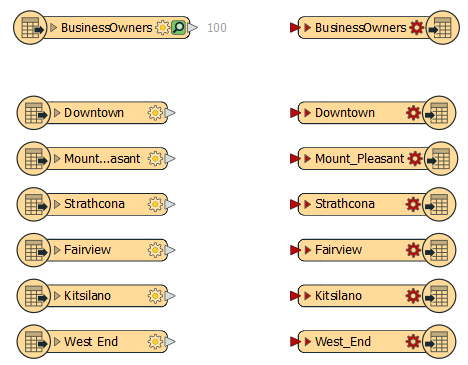 BusinessOwners 100 BusinessOwners
Downtown Downtown
Mount...asant Mount_Pleasant
Strathcona Strathcona
Fairview Fairview
Kitsilano Kitsilano
West End West_End